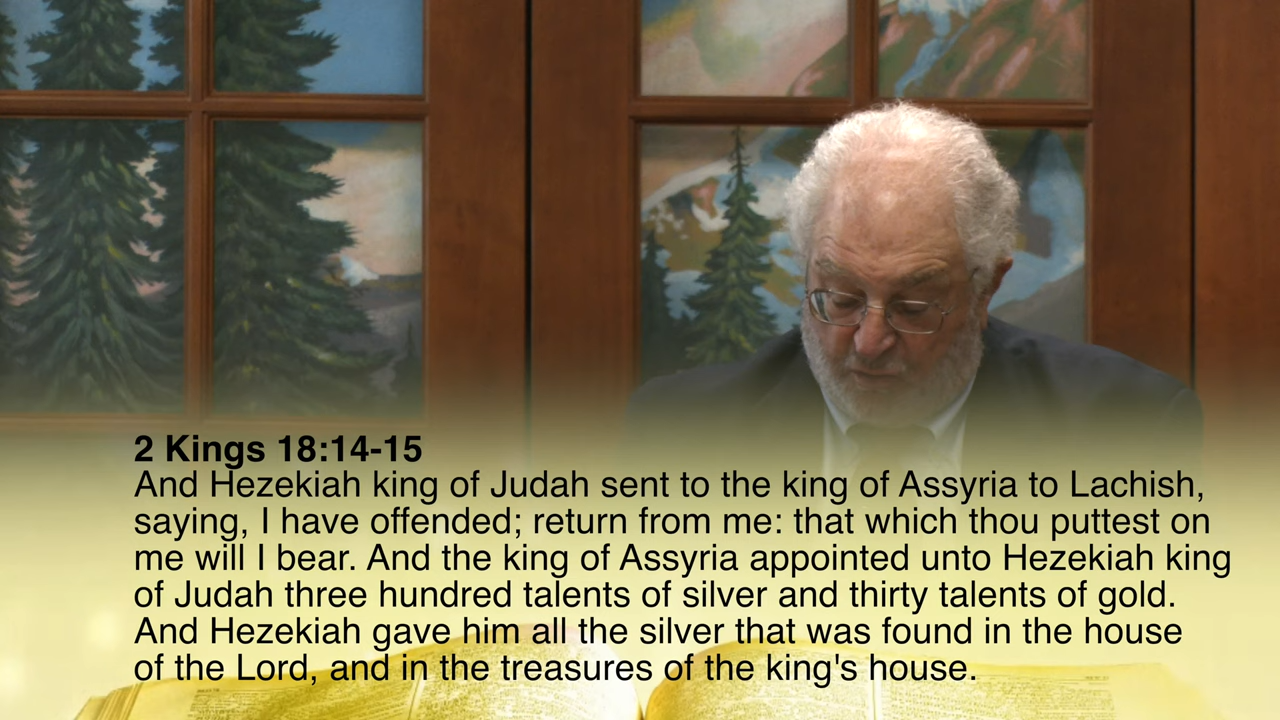 2 Kings 18:14-15
And Hezekiah king of Judah sent to the king of Assyria to Lachish,
saying, I have offended; return from me: that which thou puttest on
me will I bear. And the king of Assyria appointed unto Hezekiah king
of Judah three hundred talents of silver and thirty talents of gold.
And Hezekiah gave him all the silver that was found in the house
of the Lord, and in the treasures of the king's house.